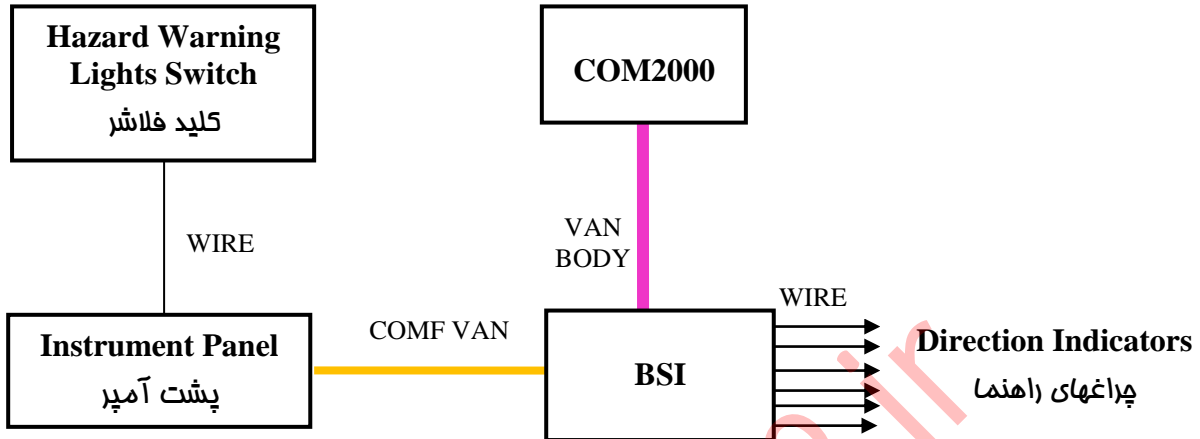 Hazard Warning
Lights Switch
کلید فلاشر
COM2000
WIRE
VAN
BODY
WIRE
Instrument Panel
پشت آمپر
COMF VAN
BSI
Direction Indicators
چراغهای راهنما